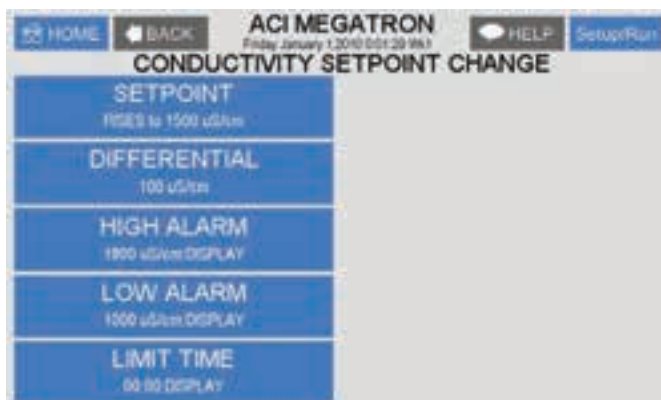 HOME
BACK
ACI MEGATRON
Friday January 1 2010 0:01:29 Wk1
HELP
Setup/Run
CONDUCTIVITY SETPOINT CHANGE
SETPOINT
RISES to 1500 uS/cm
DIFFERENTIAL
100 uS/cm
HIGH ALARM
1800 uS/cm DISPLAY
LOW ALARM
1000 uS/cm DISPLAY
LIMIT TIME
00:00 DISPLAY